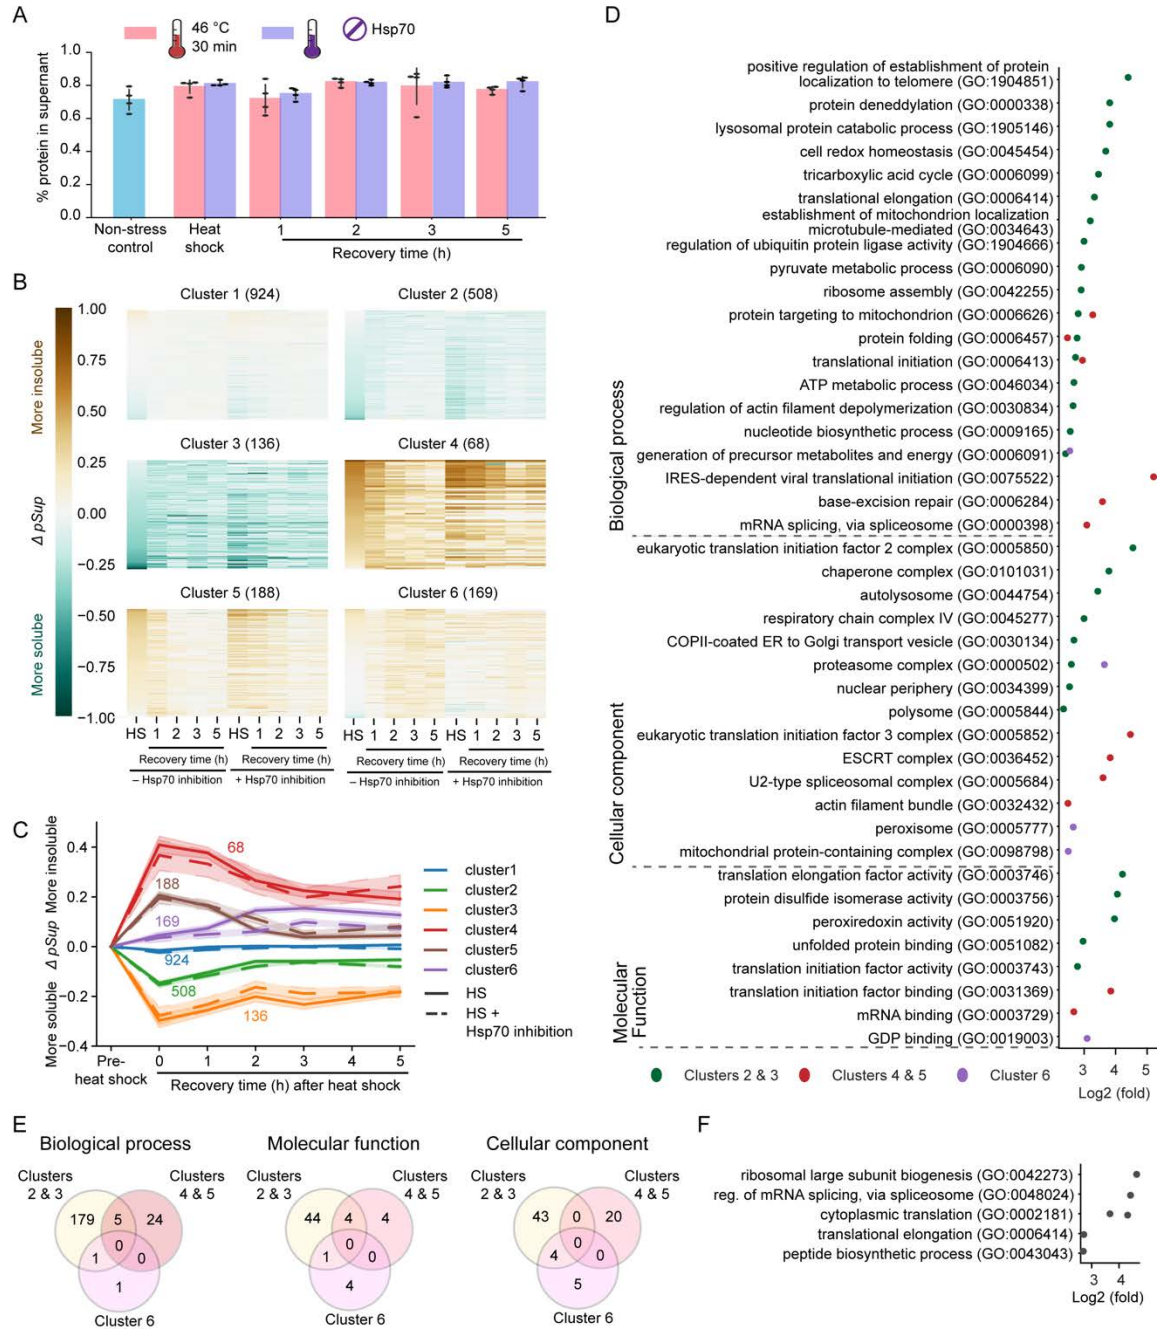 A
46 °C
30 min
Hsp70
% protein in supernant
1.0
0.8
0.6
0.4
0.2
0.0
Non-stress
control
Heat
shock
1
2
3
5
Recovery time (h)
B
More insolube
Δ pSup
More solube
1.00
0.75
0.50
0.25
0.00
−0.25
−0.50
−0.75
−1.00
Cluster 1 (924)
Cluster 2 (508)
Cluster 3 (136)
Cluster 4 (68)
Cluster 5 (188)
Cluster 6 (169)
HS 1 2 3 5
Recovery time (h)
– Hsp70 inhibition
1 2 3 5
Recovery time (h)
+ Hsp70 inhibition
HS 1 2 3 5
Recovery time (h)
– Hsp70 inhibition
1 2 3 5
Recovery time (h)
+ Hsp70 inhibition
C
More soluble Δ pSup More insoluble
0.4
0.2
0.0
−0.2
−0.4
68
188
169
924
508
136
cluster1
cluster2
cluster3
cluster4
cluster5
cluster6
HS
HS +
Hsp70 inhibition
Pre-
heat shock
0 1 2 3 4 5
Recovery time (h) after heat shock
D
Biological process
positive regulation of establishment of protein
localization to telomere (GO:1904851)
protein deneddylation (GO:0000338)
lysosomal protein catabolic process (GO:1905146)
cell redox homeostasis (GO:0045454)
tricarboxylic acid cycle (GO:0006099)
translational elongation (GO:0006414)
establishment of mitochondrion localization
microtubule-mediated (GO:0034643)
regulation of ubiquitin protein ligase activity (GO:1904666)
pyruvate metabolic process (GO:0006090)
ribosome assembly (GO:0042255)
protein targeting to mitochondrion (GO:0006626)
protein folding (GO:0006457)
translational initiation (GO:0006413)
ATP metabolic process (GO:0046034)
regulation of actin filament depolymerization (GO:0030834)
nucleotide biosynthetic process (GO:0009165)
generation of precursor metabolites and energy (GO:0006091)
IRES-dependent viral translational initiation (GO:0075522)
base-excision repair (GO:0006284)
mRNA splicing, via spliceosome (GO:0000398)
Cellular component
eukaryotic translation initiation factor 2 complex (GO:0005850)
chaperone complex (GO:0101031)
autolysosome (GO:0044754)
respiratory chain complex IV (GO:0045277)
COPII-coated ER to Golgi transport vesicle (GO:0030134)
proteasome complex (GO:0000502)
nuclear periphery (GO:0034399)
polysome (GO:0005844)
eukaryotic translation initiation factor 3 complex (GO:0005852)
ESCRT complex (GO:0036452)
U2-type spliceosomal complex (GO:0005684)
actin filament bundle (GO:0032432)
peroxisome (GO:0005777)
mitochondrial protein-containing complex (GO:0098798)
Molecular
Function
translation elongation factor activity (GO:0003746)
protein disulfide isomerase activity (GO:0003756)
peroxiredoxin activity (GO:0051920)
unfolded protein binding (GO:0051082)
translation initiation factor activity (GO:0003743)
translation initiation factor binding (GO:0031369)
mRNA binding (GO:0003729)
GDP binding (GO:0019003)
3 4 5
Log2 (fold)
Clusters 2 & 3
Clusters 4 & 5
Cluster 6
E
Biological process
Clusters
2 & 3
Clusters
4 & 5
179 5 24
0
1 0
1
Cluster 6
Molecular function
Clusters
2 & 3
Clusters
4 & 5
44 4 4
0
1 0
4
Cluster 6
Cellular component
Clusters
2 & 3
Clusters
4 & 5
43 0 20
0
4 0
5
Cluster 6
F
ribosomal large subunit biogenesis (GO:0042273)
reg. of mRNA splicing, via spliceosome (GO:0048024)
cytoplasmic translation (GO:0002181)
translational elongation (GO:0006414)
peptide biosynthetic process (GO:0043043)
3 4
Log2 (fold)